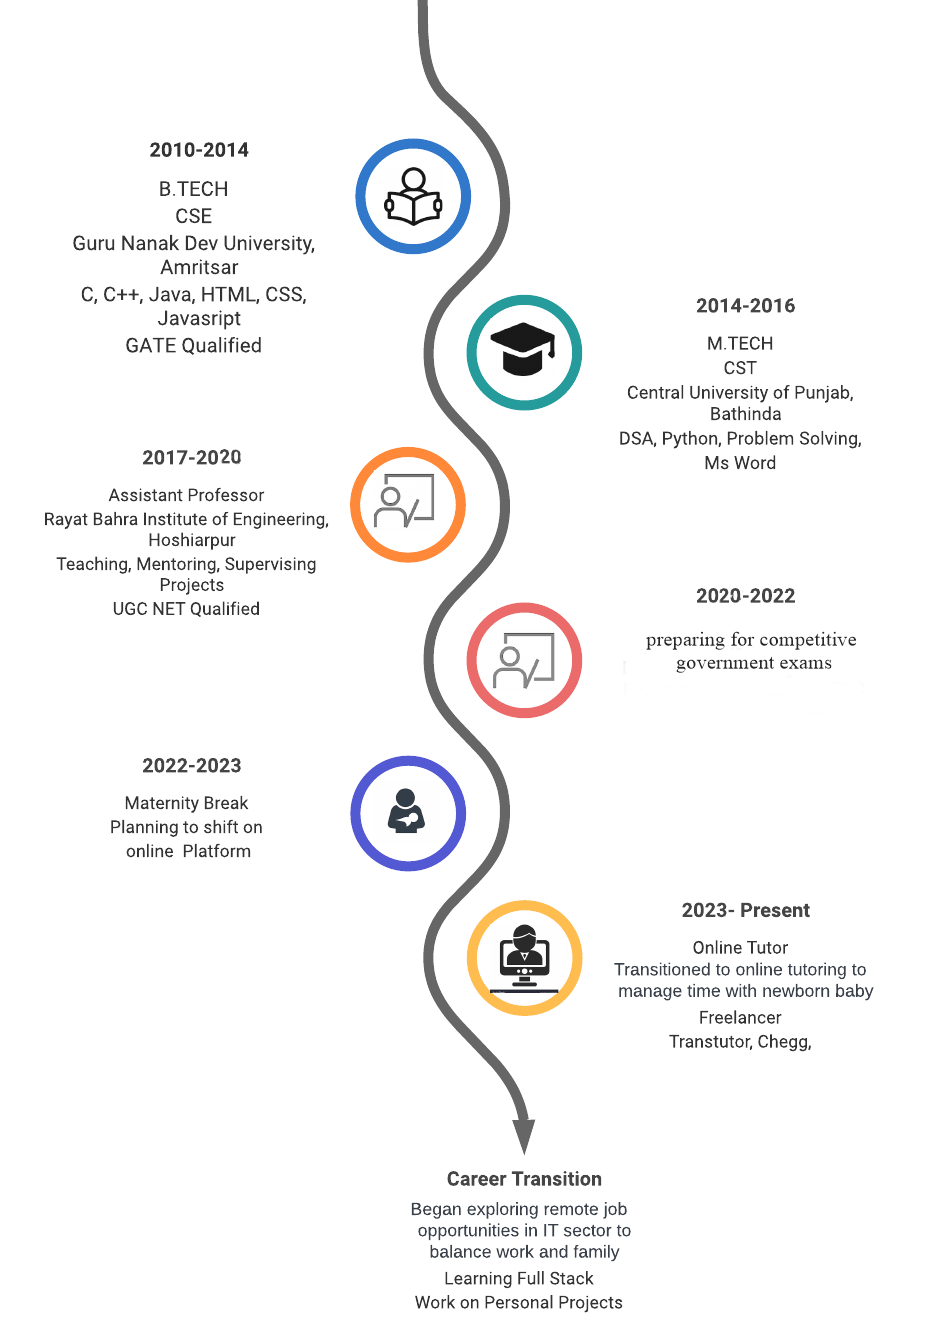 2010-2014
B.TECH
CSE
Guru Nanak Dev University,
Amritsar
C, C++, Java, HTML, CSS,
Javasript
GATE Qualified
2014-2016
M.TECH
CST
Central University of Punjab,
Bathinda
DSA, Python, Problem Solving,
Ms Word
2017-2020
Assistant Professor
Rayat Bahra Institute of Engineering,
Hoshiarpur
Teaching, Mentoring, Supervising
Projects
UGC NET Qualified
2020-2022
preparing for competitive
government exams
2022-2023
Maternity Break
Planning to shift on
online Platform
2023- Present
Online Tutor
Transitioned to online tutoring to
manage time with newborn baby
Freelancer
Transtutor, Chegg,
Career Transition
Began exploring remote job
opportunities in IT sector to
balance work and family
Learning Full Stack
Work on Personal Projects